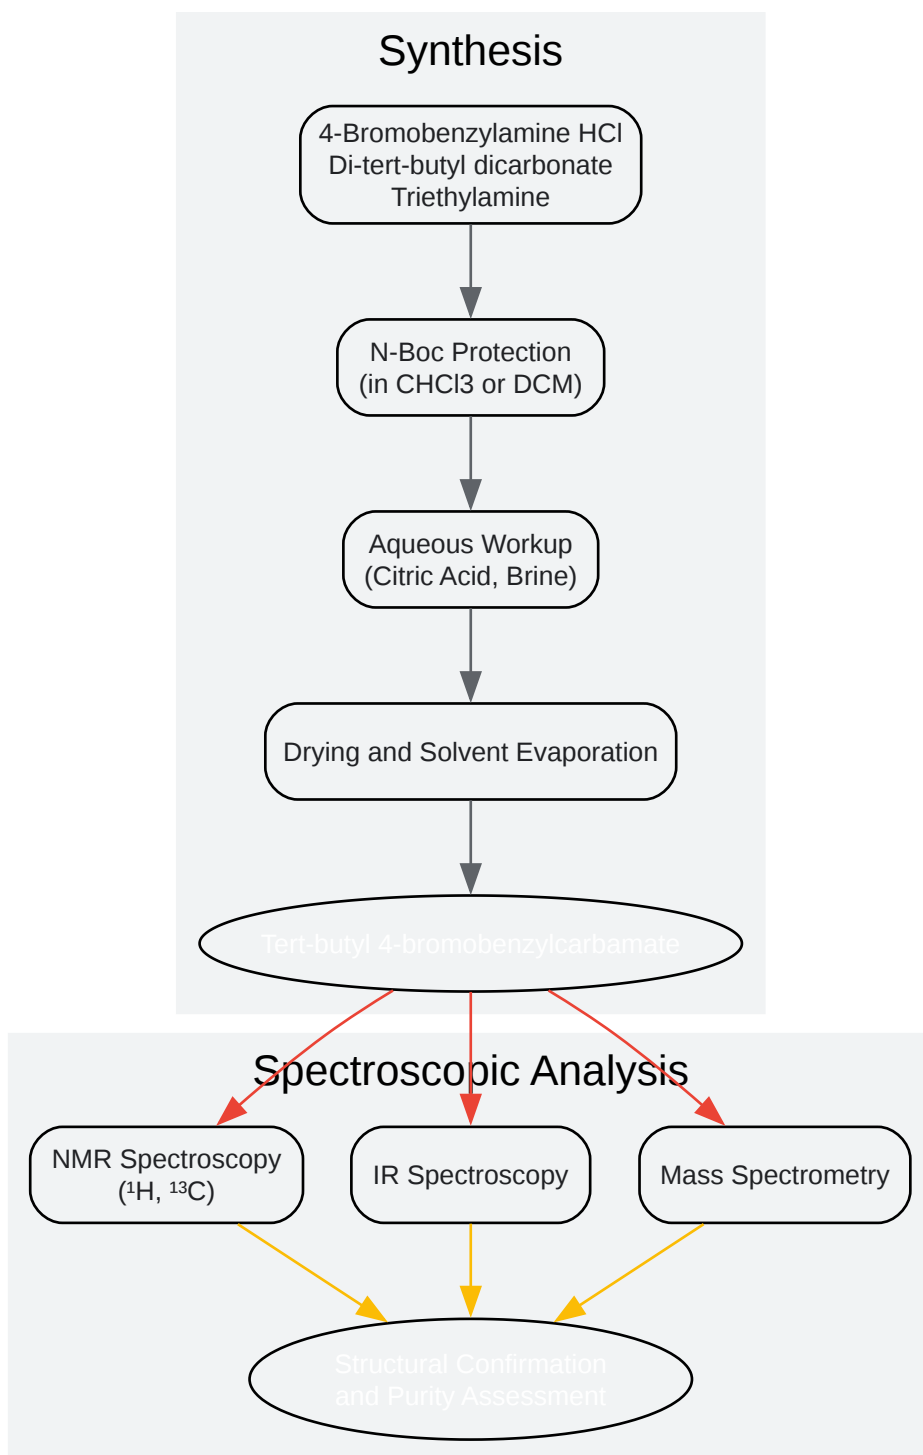 Synthesis
4-Bromobenzylamine HCl
Di-tert-butyl dicarbonate
Triethylamine
N-Boc Protection
(in CHCl3 or DCM)
Aqueous Workup
(Citric Acid, Brine)
Drying and Solvent Evaporation
Tert-butyl 4-bromobenzylcarbamate
Spectroscopic Analysis
NMR Spectroscopy
(¹H, ¹³C)
IR Spectroscopy
Mass Spectrometry
Structural Confirmation
and Purity Assessment